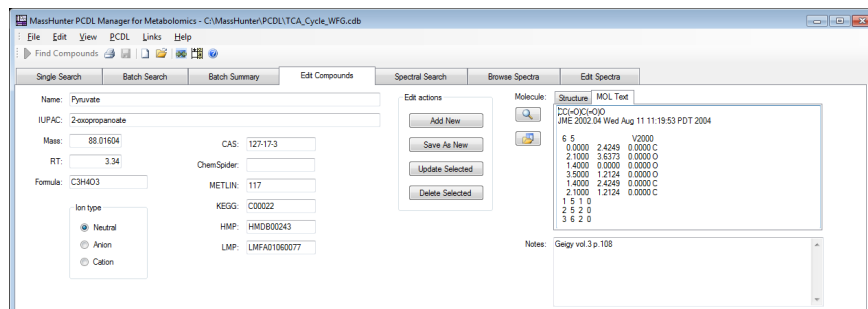 MassHunter PCDL Manager for Metabolomics - C:\MassHunter\PCDL\TCA_Cycle_WFG.cdb
File Edit View PCDL Links Help
Find Compounds
Single Search Batch Search Batch Summary Edit Compounds Spectral Search Browse Spectra Edit Spectra
Name: Pyruvate
IUPAC: 2-oxopropanoate
Mass: 88.01604
RT: 3.34
Formula: C3H4O3
Ion type
Neutral
Anion
Cation
CAS: 127-17-3
ChemSpider:
METLIN: 117
KEGG: C00022
HMP: HMDB00243
LMP: LMFA01060077
Edit actions
Add New
Save As New
Update Selected
Delete Selected
Molecule: Structure MOL Text
CC(=O)C(=O)O
JME 2002.04 Wed Aug 11 11:19:53 PDT 2004
6 5 V2000
0.0000 2.4249 0.0000 C
2.1000 3.6373 0.0000 O
1.4000 0.0000 0.0000 O
3.5000 1.2124 0.0000 O
1.4000 2.4249 0.0000 C
2.1000 1.2124 0.0000 C
1 5 1 0
2 5 2 0
3 6 2 0
Notes: Geigy vol.3 p.108